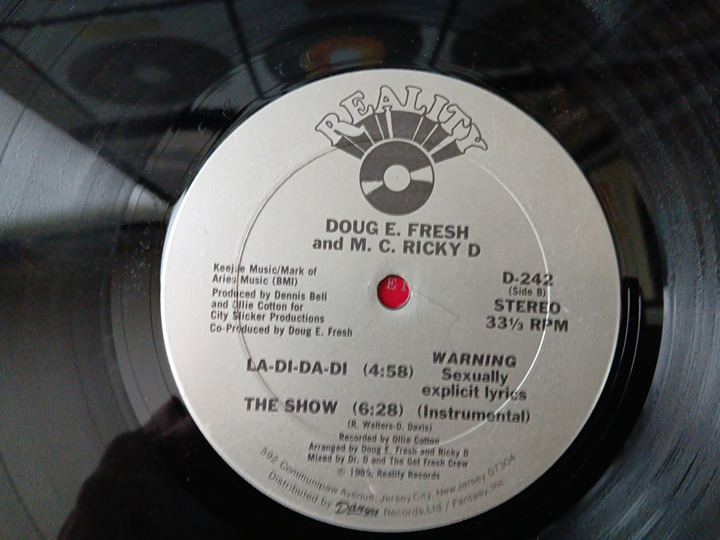 REALITY
DOUG E. FRESH
and M. C. RICKY D
Keejue Music/Mark of
Aries Music (BMI)
Produced by Dennis Bell
and Ollie Cotton for
City Slicker Productions
Co-Produced by Doug E. Fresh
D-242
(Side B)
STEREO
33⅓ RPM
LA-DI-DA-DI (4:58)
WARNING
Sexually
explicit lyrics
THE SHOW (6:28) (Instrumental)
(R. Walters-D. Davis)
Recorded by Ollie Cotton
Arranged by Doug E. Fresh and Ricky D
Mixed by Dr. D and The Get Fresh Crew
℗ 1985, Reality Records
592 Communipaw Avenue, Jersey City, New Jersey 07304
Distributed by Danya Records, Ltd. / Fantasy, Inc.